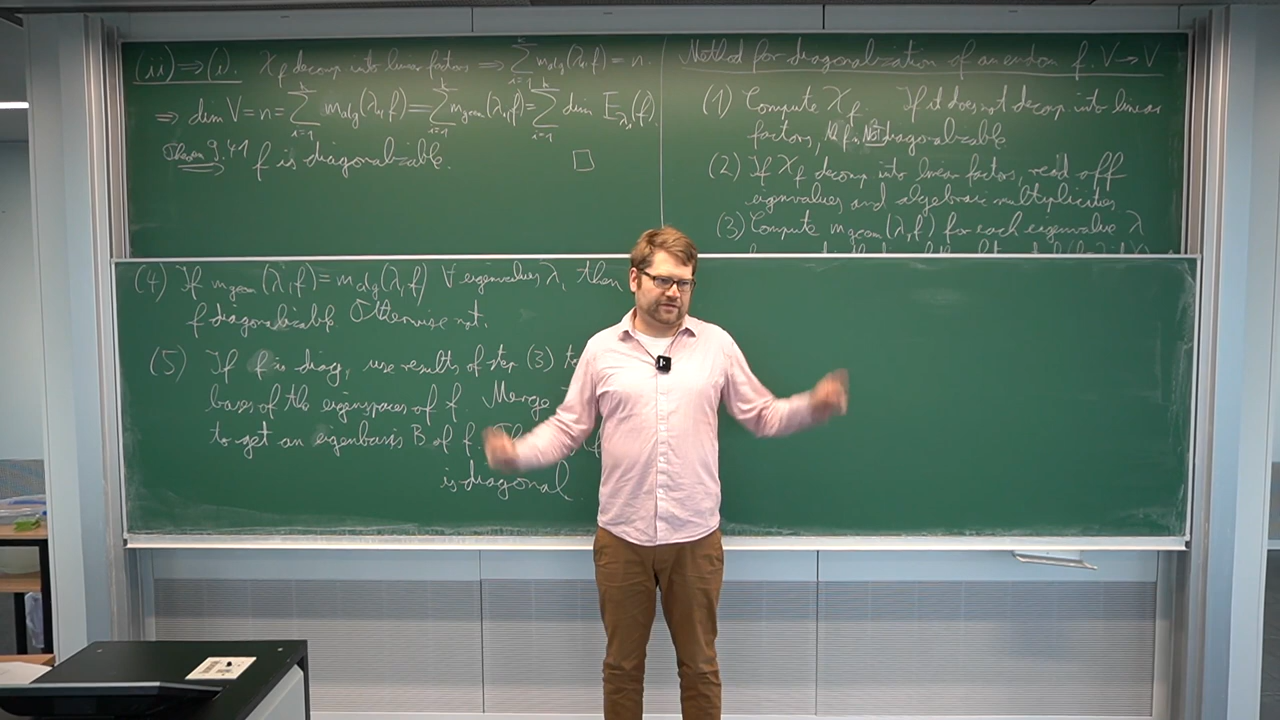 (ii) ⇒ (i). χ_f decomp. into linear factors ⇒ Σ_{i=1}^k m_alg(λ_i, f) = n.
⇒ dim V = n = Σ_{i=1}^k m_alg(λ_i, f) = Σ_{i=1}^k m_geom(λ_i, f) = Σ_{i=1}^k dim E_{λ_i}(f).
Theorem 9.41 ⇒ f is diagonalizable. □
Method for diagonalization of an endom. f: V → V
(1) Compute χ_f. If it does not decomp. into linear
factors, f is NOT diagonalizable
(2) If χ_f decomp. into linear factors, read off
eigenvalues and algebraic multiplicities
(3) Compute m_geom(λ, f) for each eigenvalue λ
(4) If m_geom(λ, f) = m_alg(λ, f) ∀ eigenvalues λ, then
f diagonalizable. Otherwise not.
(5) If f is diag., use results of step (3) to
bases of the eigenspaces of f. Merge
to get an eigenbasis B of f.
is diagonal.